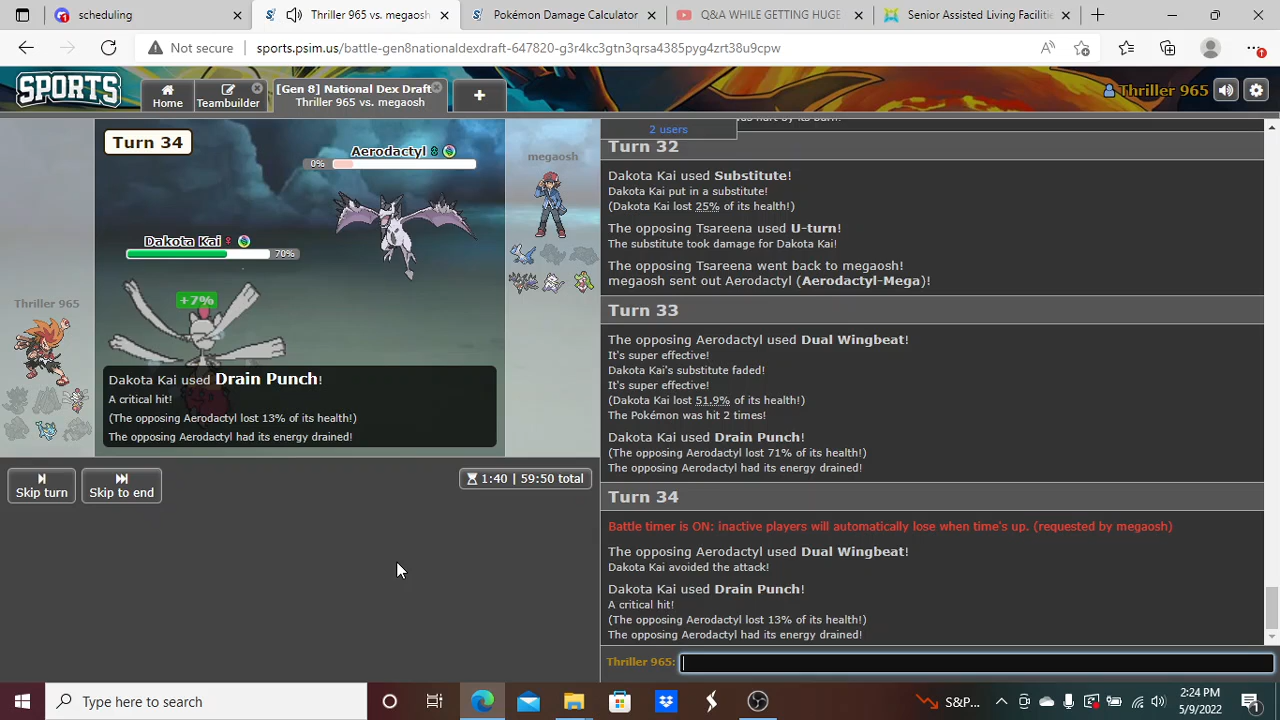 scheduling
Thriller 965 vs. megaosh
Pokémon Damage Calculator
Q&A WHILE GETTING HUGE
Senior Assisted Living Faciliti
Not secure
sports.psim.us/battle-gen8nationaldexdraft-647820-g3r4kc3gtn3qrsa4385pyg4zrt38u9cpw
SPORTS
Home
Teambuilder
[Gen 8] National Dex Draft
Thriller 965 vs. megaosh
Thriller 965
Turn 34
Aerodactyl
0%
megaosh
Dakota Kai
70%
+7%
Thriller 965
Dakota Kai used Drain Punch!
A critical hit!
(The opposing Aerodactyl lost 13% of its health!)
The opposing Aerodactyl had its energy drained!
Skip turn
Skip to end
1:40 | 59:50 total
2 users
Turn 32
Dakota Kai used Substitute!
Dakota Kai put in a substitute!
(Dakota Kai lost 25% of its health!)
The opposing Tsareena used U-turn!
The substitute took damage for Dakota Kai!
The opposing Tsareena went back to megaosh!
megaosh sent out Aerodactyl (Aerodactyl-Mega)!
Turn 33
The opposing Aerodactyl used Dual Wingbeat!
It's super effective!
Dakota Kai's substitute faded!
It's super effective!
(Dakota Kai lost 51.9% of its health!)
The Pokémon was hit 2 times!
Dakota Kai used Drain Punch!
(The opposing Aerodactyl lost 71% of its health!)
The opposing Aerodactyl had its energy drained!
Turn 34
Battle timer is ON: inactive players will automatically lose when time's up. (requested by megaosh)
The opposing Aerodactyl used Dual Wingbeat!
Dakota Kai avoided the attack!
Dakota Kai used Drain Punch!
A critical hit!
(The opposing Aerodactyl lost 13% of its health!)
The opposing Aerodactyl had its energy drained!
Thriller 965:
Type here to search
S&P...
2:24 PM
5/9/2022
1